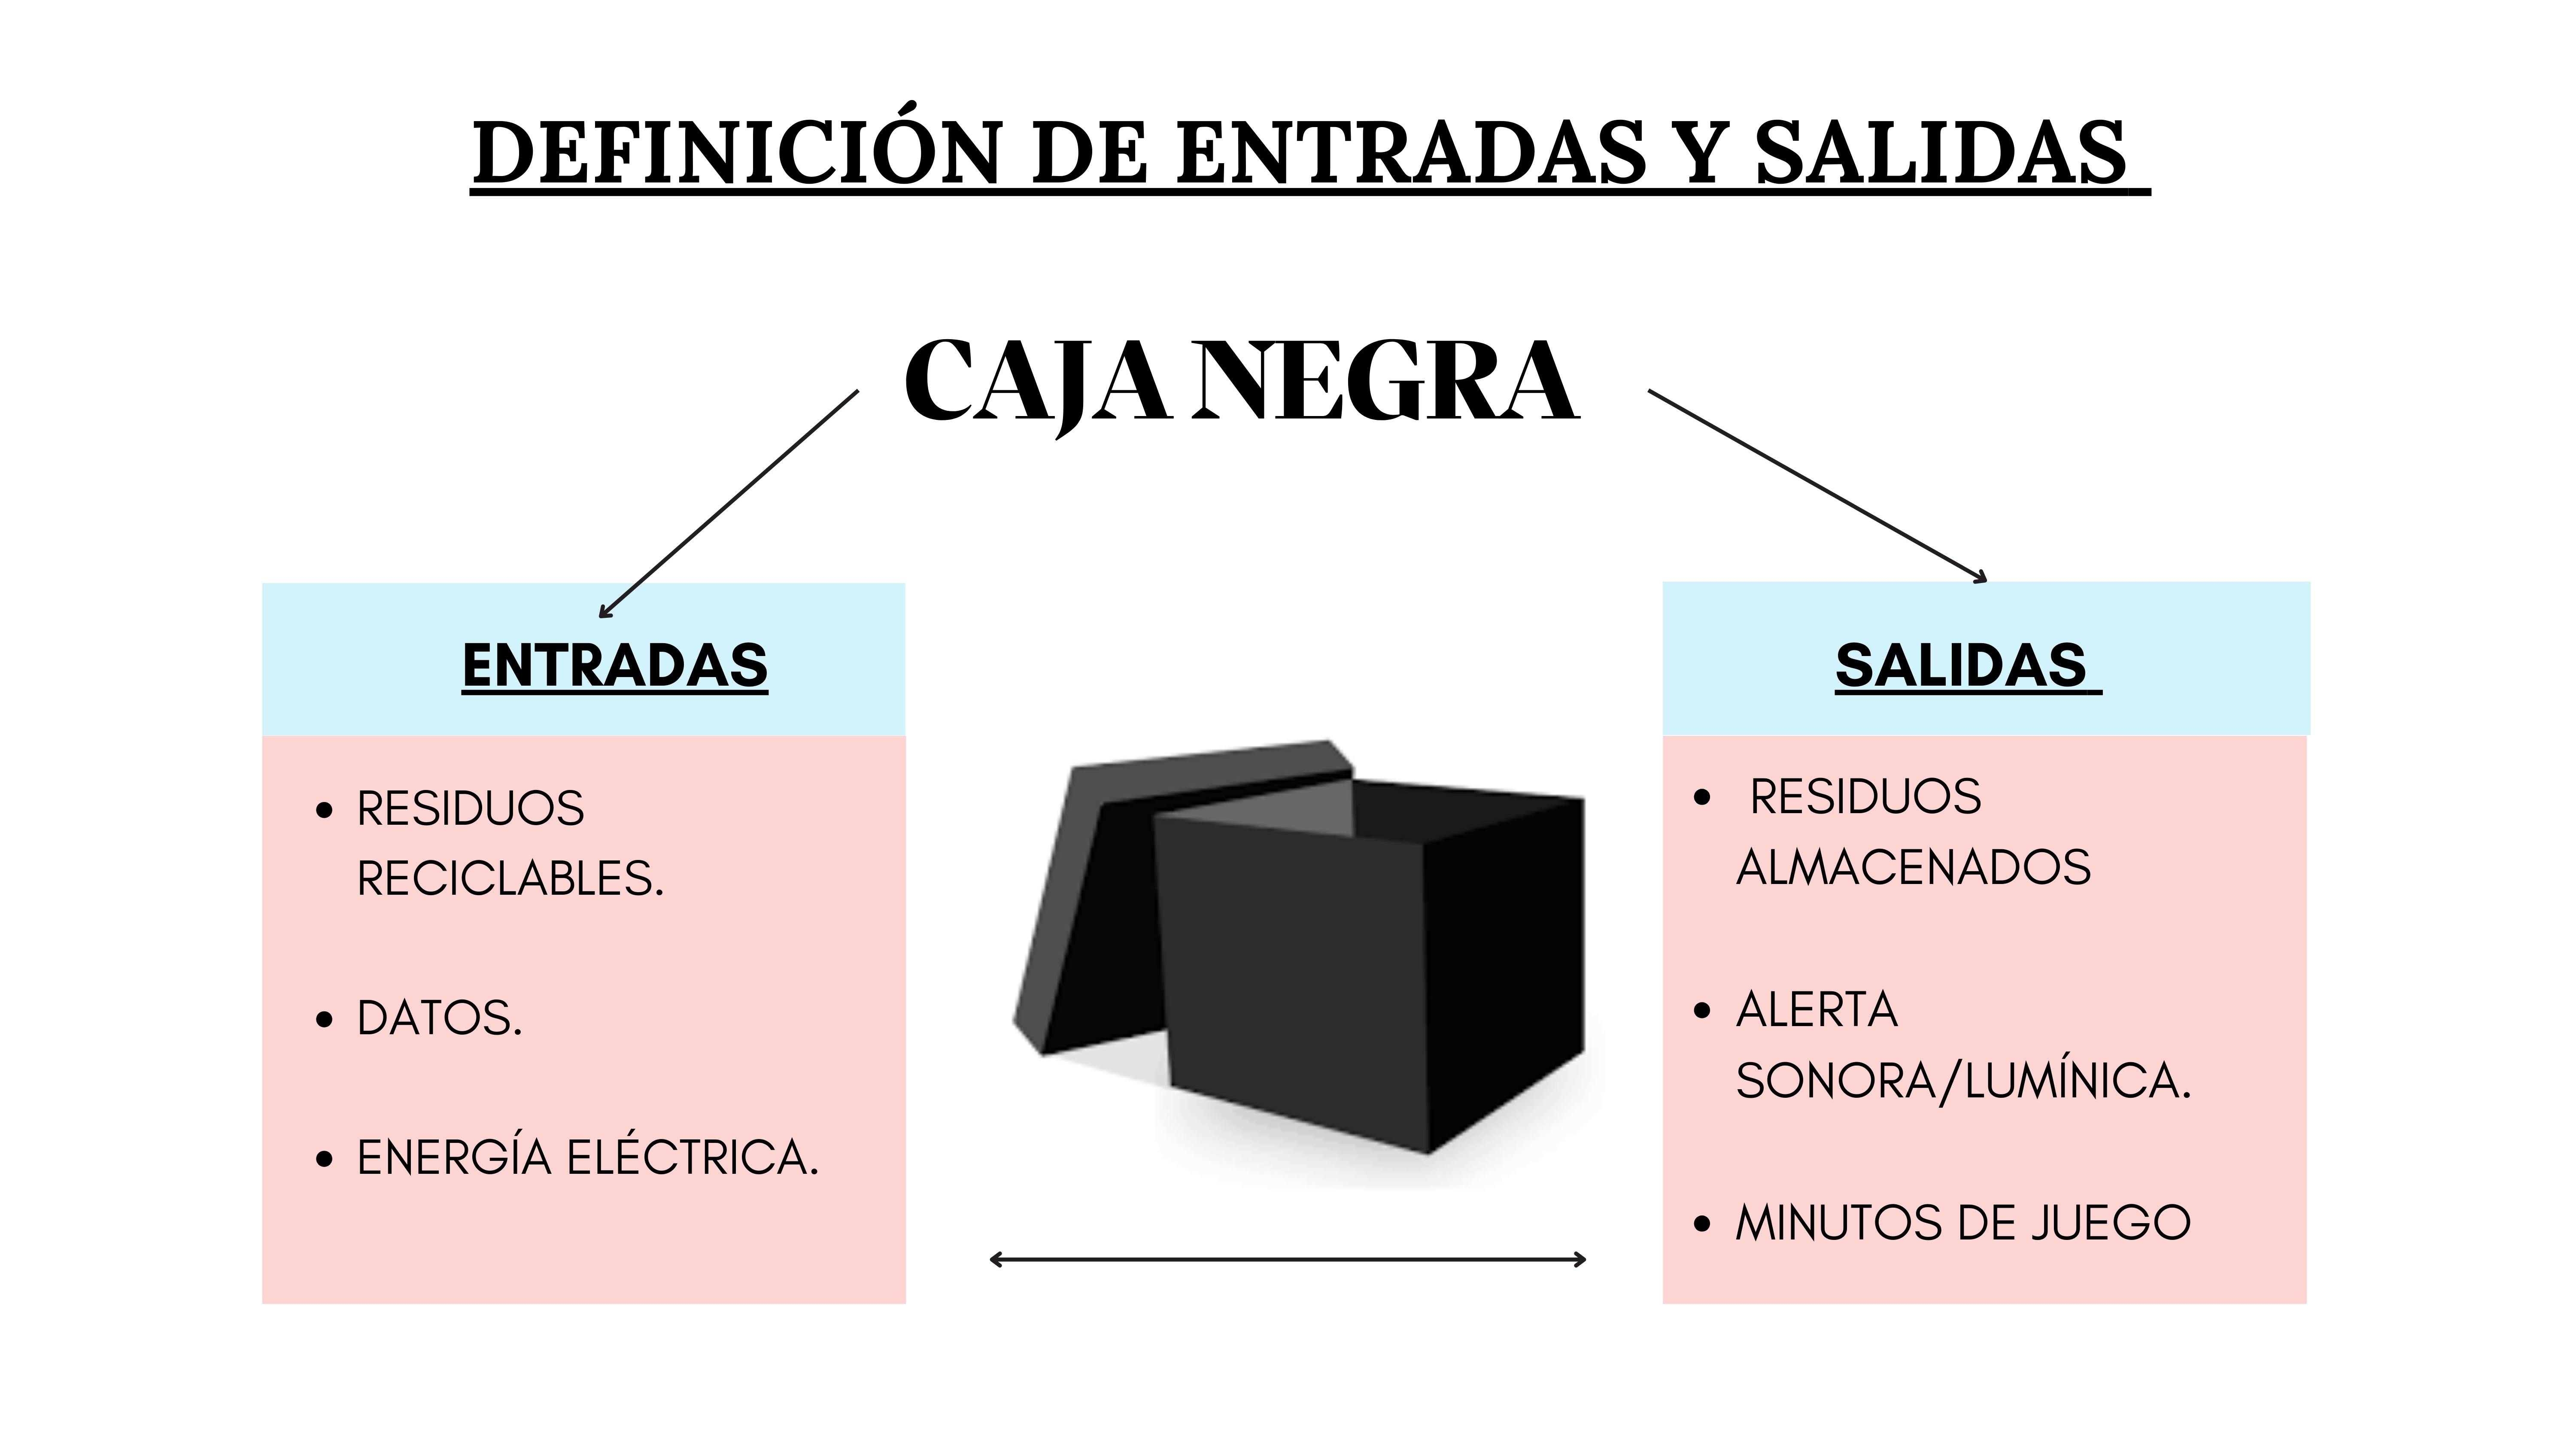 DEFINICIÓN DE ENTRADAS Y SALIDAS
CAJA NEGRA
ENTRADAS
• RESIDUOS
RECICLABLES.
• DATOS.
• ENERGÍA ELÉCTRICA.
SALIDAS
• RESIDUOS
ALMACENADOS
• ALERTA
SONORA/LUMÍNICA.
• MINUTOS DE JUEGO